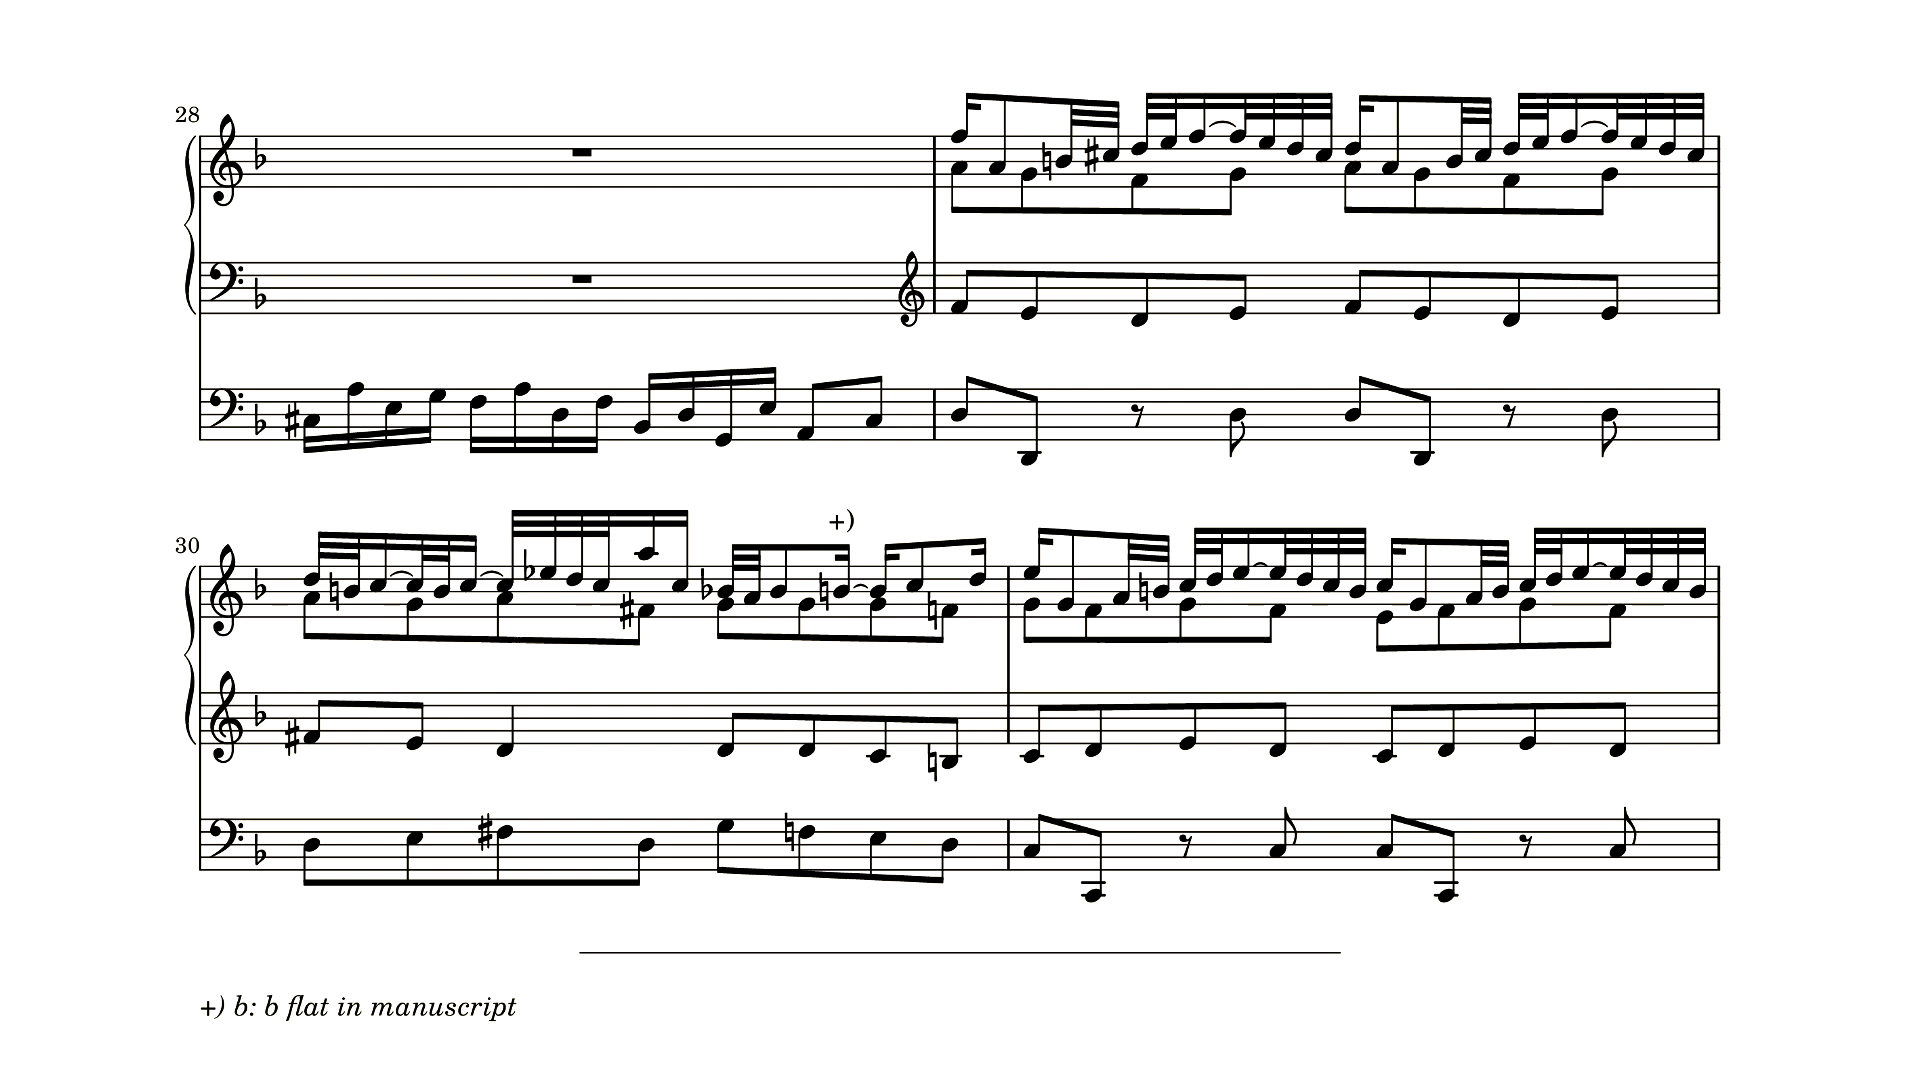 28
30
+)
+) b: b flat in manuscript